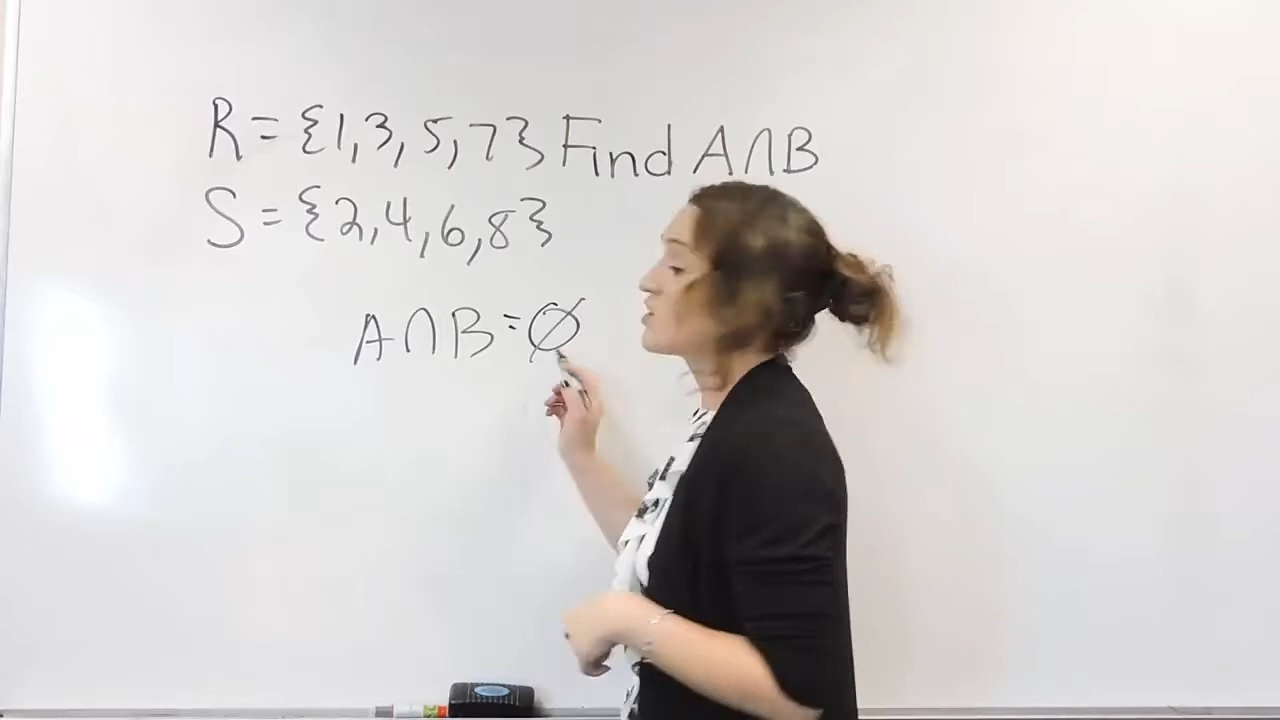 R = {1,3,5,7} Find A∩B
S = {2,4,6,8}
A∩B = ∅